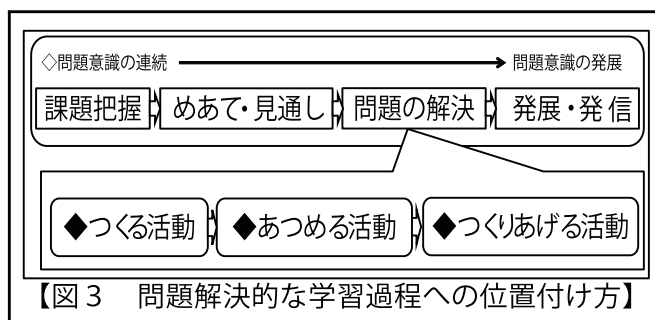 ◇問題意識の連続 問題意識の発展
課題把握 めあて・見通し 問題の解決 発展・発信
◆つくる活動 ◆あつめる活動 ◆つくりあげる活動
【図3 問題解決的な学習過程への位置付け方】